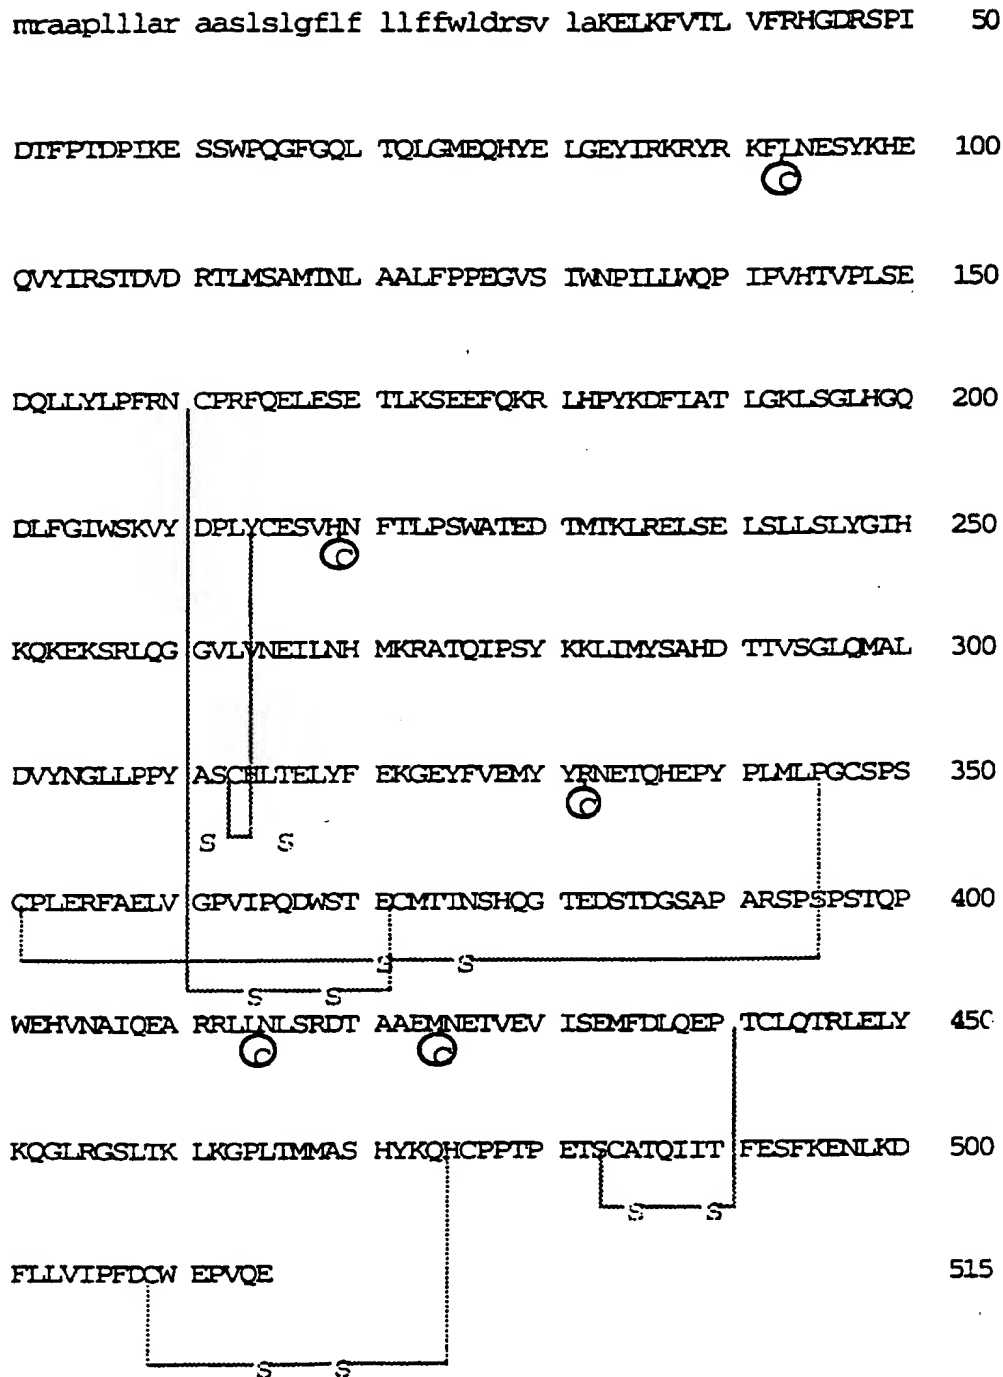 mraaplllar aaslslgflf llffwldrsv laKELKFVTL VFRHGDRSPI 50
DTFPTDPIKE SSWPQGFGQL TQLGMEQHYE LGEYIRKRYR KFLNESYKHE 100
QVYIRSTDVD RTLMSAMTNL AALFPPEGVS IWNPILLWQP IPVHTVPLSE 150
DQLLYLPFRN CPRFQELESE TLKSEEFQKR LHPYKDFIAT LGKLSGLHGQ 200
DLFGIWSKVY DPLYCESVHN FTLPSWATED TMTKLRELSE LSLLSLYGIH 250
KQKEKSRLQG GVLVNEILNH MKRATQIPSY KKLIMYSAHD TTVSGLQMAL 300
DVYNGLLPPY ASCHLTELYF EKGEYFVEMY YRNETQHEPY PLMLPGCSPS 350
S S
CPLERFAELV GPVIPQDWST ECMTTNSHQG TEDSTDGSAP ARSPSPSTQP 400
S S
S S
WEHVNAIQEA RRLLNLSRDT AAEMNETVEV ISEMFDLQEP TCLQTRLELY 450
KQGLRGSLTK LKGPLTMMAS HYKQHCPPTP ETSCATQIIT FESFKENLKD 500
S S
FLLVIPFDCW EPVQE 515
S S